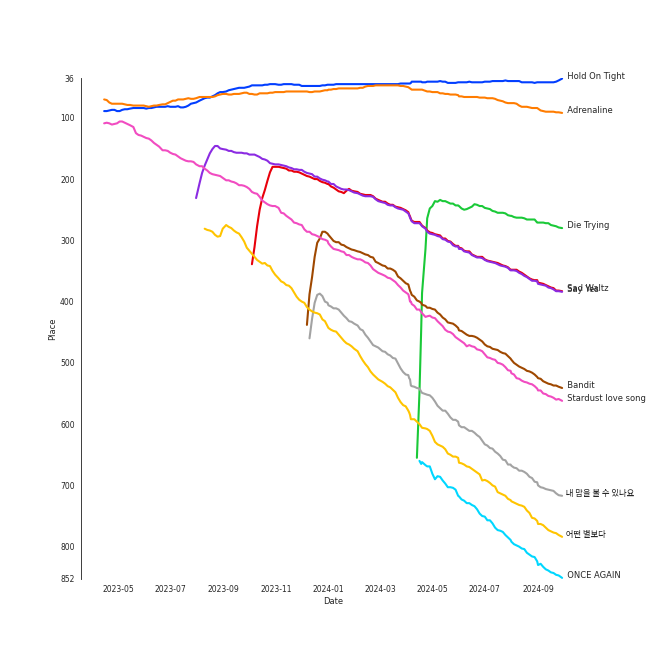 36
100
200
300
400
500
600
700
800
852
Place
2023-05
2023-07
2023-09
2023-11
2024-01
2024-03
2024-05
2024-07
2024-09
Date
Hold On Tight
Adrenaline
Die Trying
Sad Waltz
Say Yes
Bandit
Stardust love song
내 맘을 볼 수 있나요
어떤 별보다
ONCE AGAIN